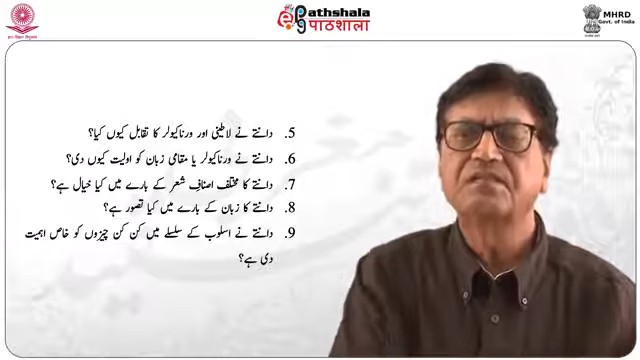 ePathshala
पाठशाला
MHRD
Govt. of India
5. دانتے نے لاطینی اور ورناکیولر کا تقابل کیوں کیا؟
6. دانتے نے ورناکیولر یا مقامی زبان کو اولیت کیوں دی؟
7. دانتے کا مختلف اصنافِ شعر کے بارے میں کیا خیال ہے؟
8. دانتے کا زبان کے بارے میں کیا تصور ہے؟
9. دانتے نے اسلوب کے سلسلے میں کن کن چیزوں کو خاص اہمیت
دی ہے؟